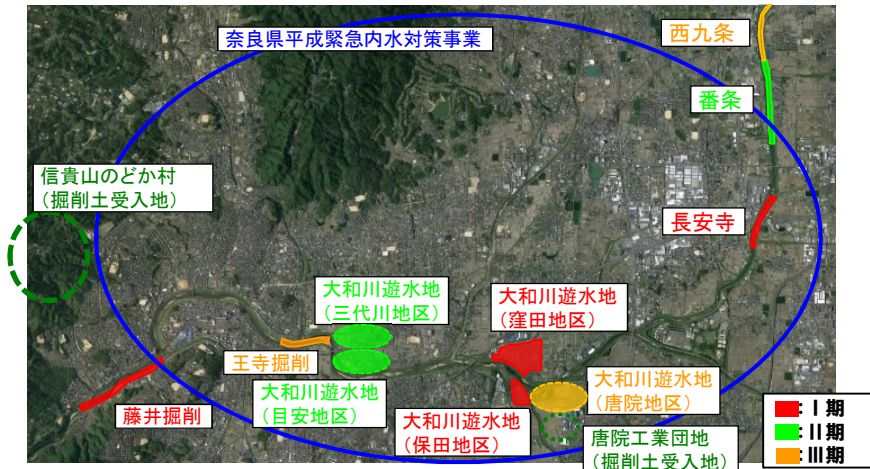 奈良県平成緊急内水対策事業
西九条
番条
信貴山のどか村
(掘削土受入地)
長安寺
大和川遊水地
(三代川地区)
大和川遊水地
(窪田地区)
王寺掘削
大和川遊水地
(目安地区)
大和川遊水地
(唐院地区)
藤井掘削
大和川遊水地
(保田地区)
唐院工業団地
(掘削土受入地)
:Ⅰ期
:Ⅱ期
:Ⅲ期